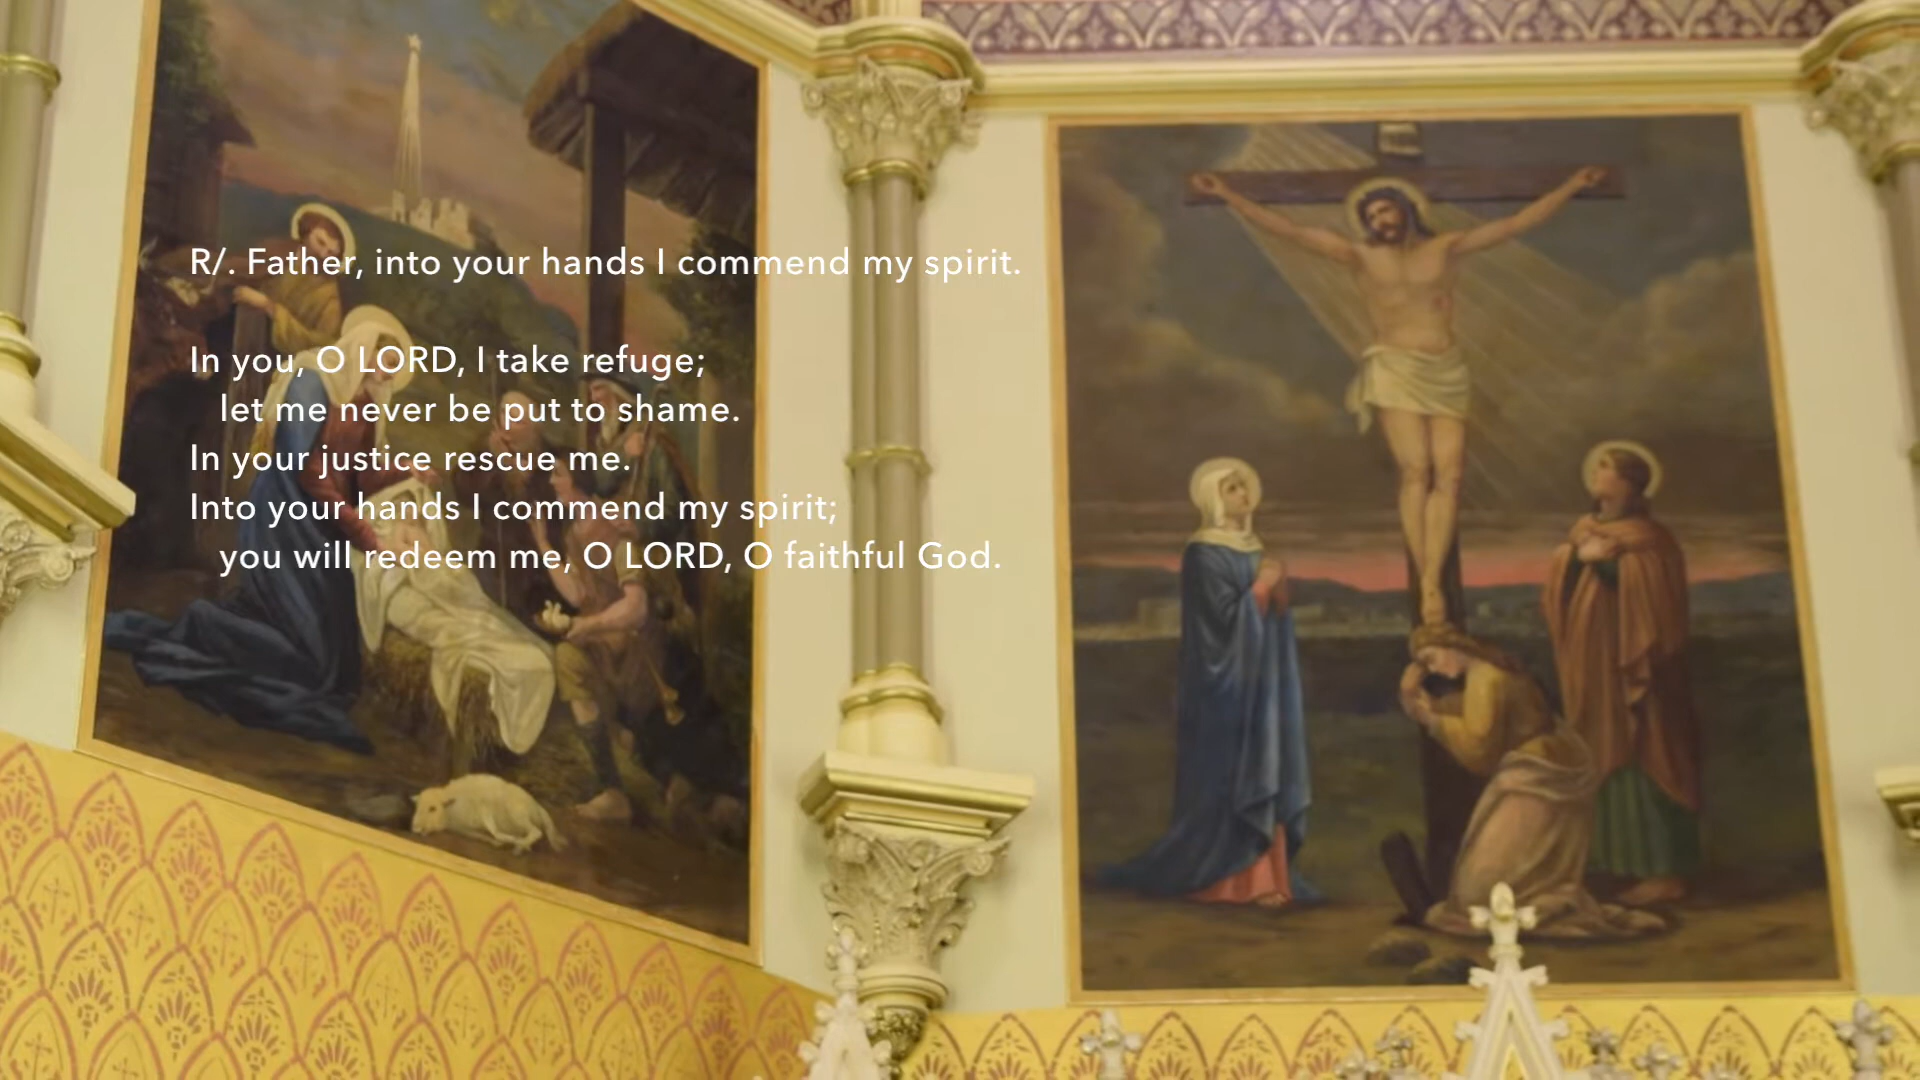 R/. Father, into your hands I commend my spirit.
In you, O LORD, I take refuge;
let me never be put to shame.
In your justice rescue me.
Into your hands I commend my spirit;
you will redeem me, O LORD, O faithful God.